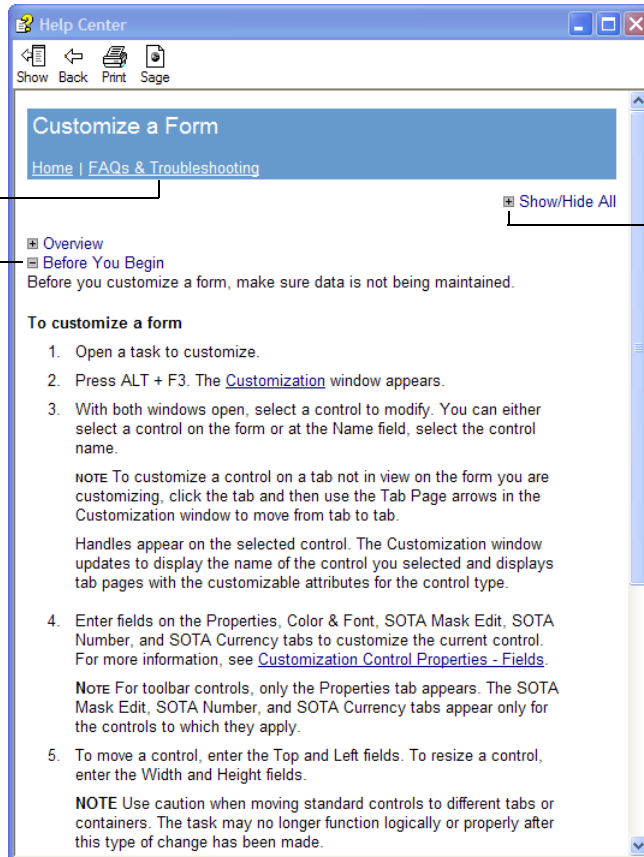 Help Center
Show Back Print Sage
Customize a Form
Home | FAQs & Troubleshooting
Show/Hide All
Overview
Before You Begin
Before you customize a form, make sure data is not being maintained.
To customize a form
1. Open a task to customize.
2. Press ALT + F3. The Customization window appears.
3. With both windows open, select a control to modify. You can either
select a control on the form or at the Name field, select the control
name.
NOTE To customize a control on a tab not in view on the form you are
customizing, click the tab and then use the Tab Page arrows in the
Customization window to move from tab to tab.
Handles appear on the selected control. The Customization window
updates to display the name of the control you selected and displays
tab pages with the customizable attributes for the control type.
4. Enter fields on the Properties, Color & Font, SOTA Mask Edit, SOTA
Number, and SOTA Currency tabs to customize the current control.
For more information, see Customization Control Properties - Fields.
NOTE For toolbar controls, only the Properties tab appears. The SOTA
Mask Edit, SOTA Number, and SOTA Currency tabs appear only for
the controls to which they apply.
5. To move a control, enter the Top and Left fields. To resize a control,
enter the Width and Height fields.
NOTE Use caution when moving standard controls to different tabs or
containers. The task may no longer function logically or properly after
this type of change has been made.